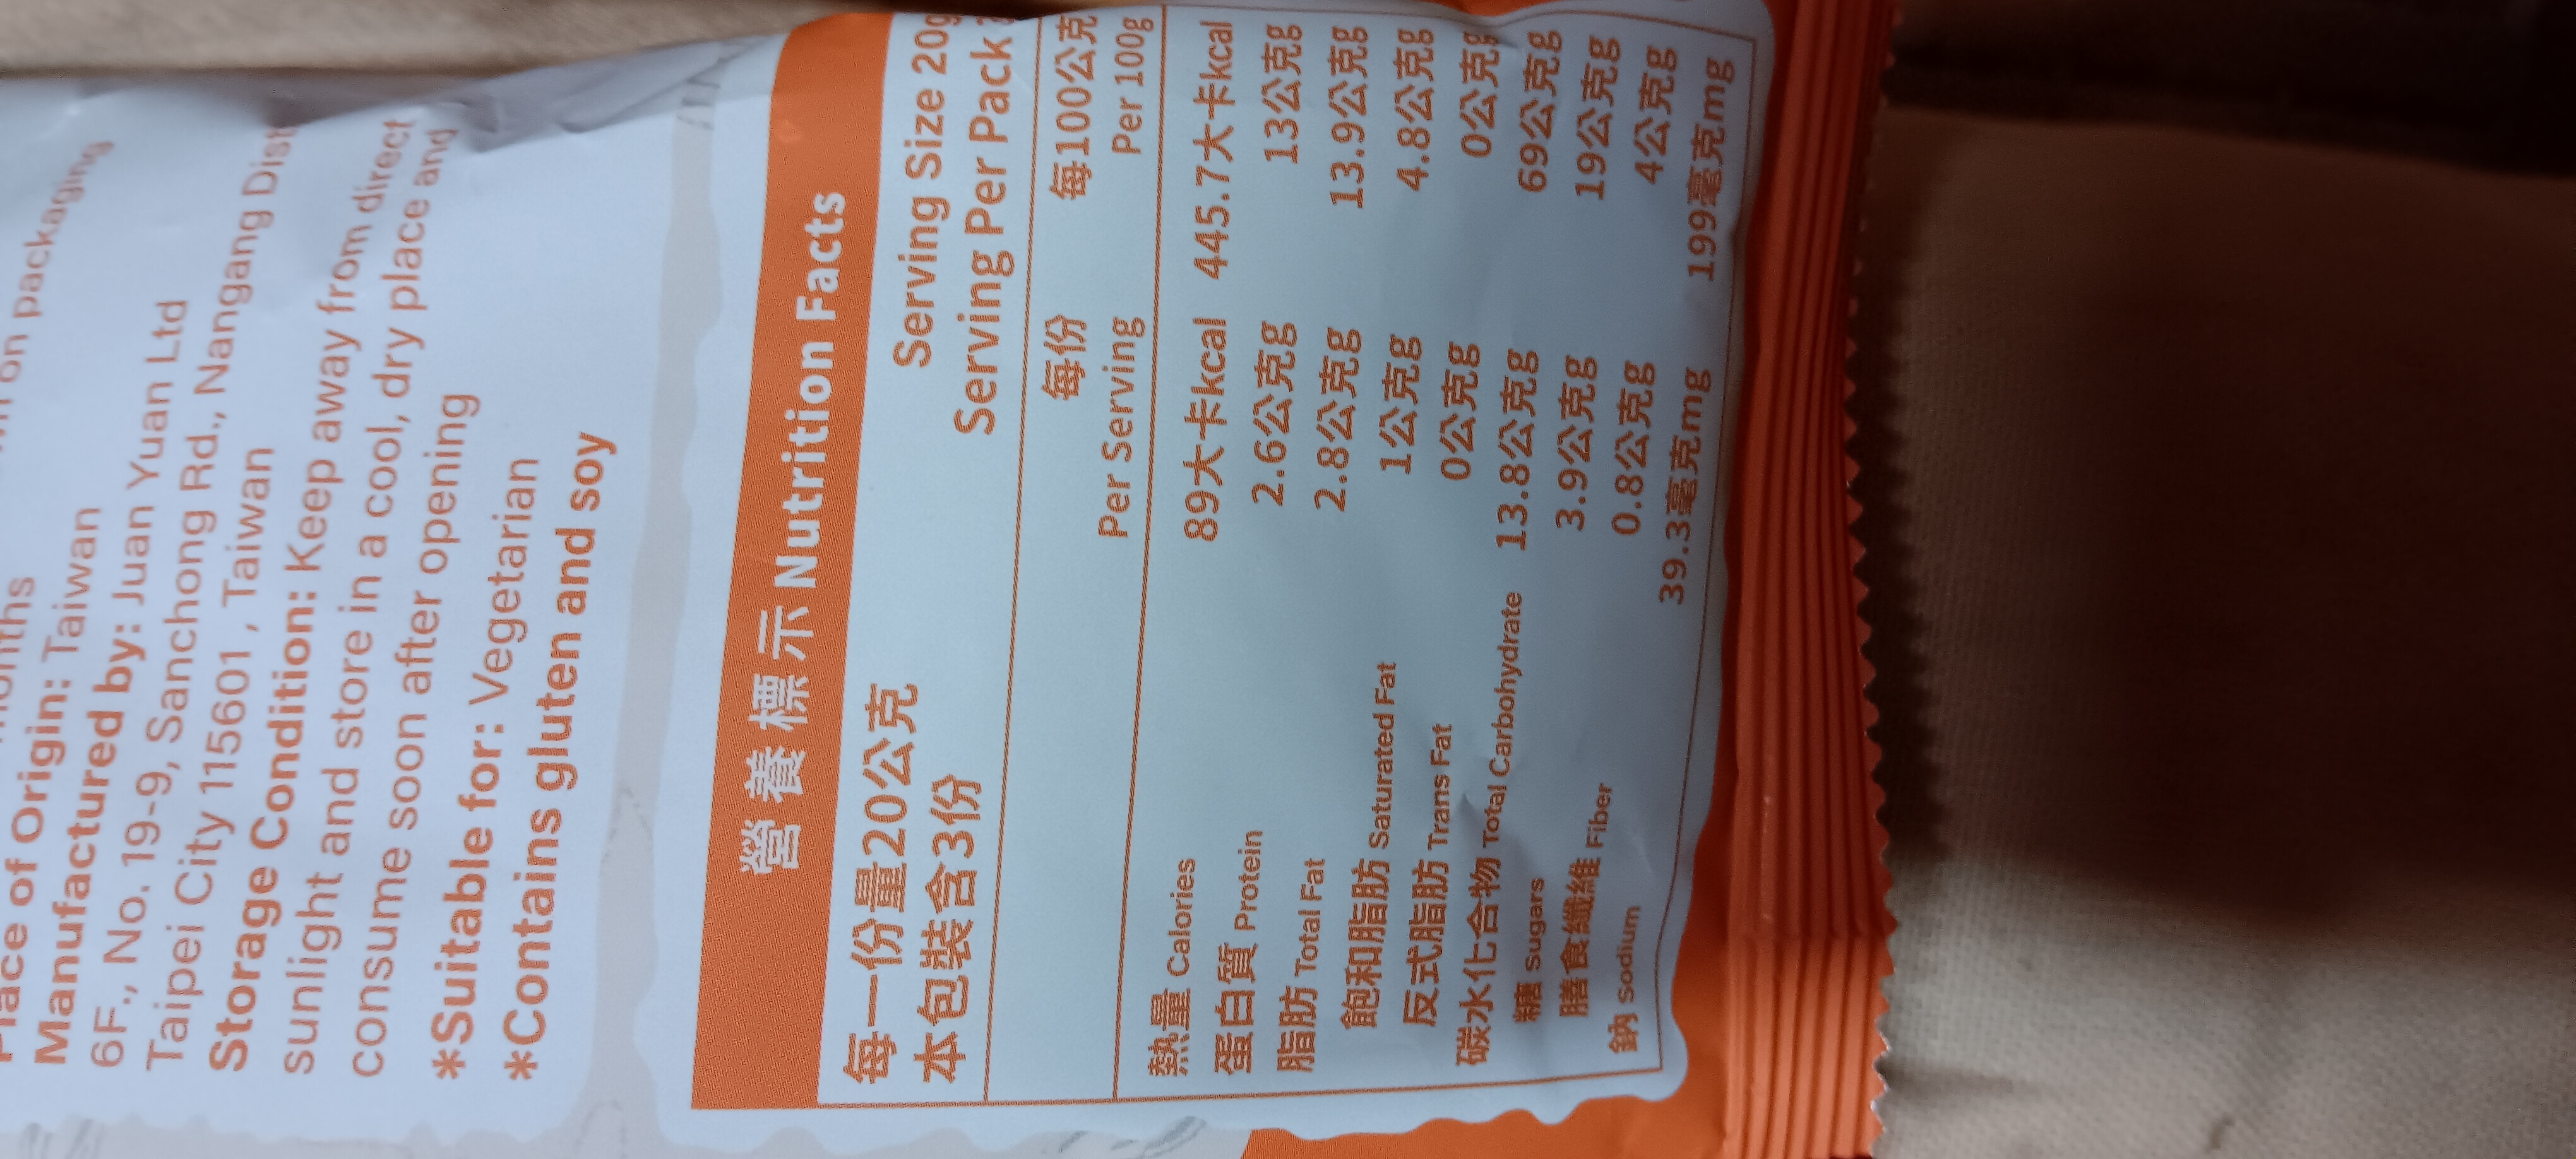 on packaging
Place of Origin: Taiwan
Manufactured by: Juan Yuan Ltd
6F., No. 19-9, Sanchong Rd., Nangang Dist
Taipei City 115601 , Taiwan
Storage Condition: Keep away from direct
sunlight and store in a cool, dry place and
consume soon after opening
*Suitable for: Vegetarian
*Contains gluten and soy
營養標示 Nutrition Facts
每一份量20公克 Serving Size 20g
本包裝含3份 Serving Per Pack
每份 每100公克
Per Serving Per 100g
熱量 Calories 89大卡kcal 445.7大卡kcal
蛋白質 Protein 2.6公克g 13公克g
脂肪 Total Fat 2.8公克g 13.9公克g
飽和脂肪 Saturated Fat 1公克g 4.8公克g
反式脂肪 Trans Fat 0公克g 0公克g
碳水化合物 Total Carbohydrate 13.8公克g 69公克g
糖 Sugars 3.9公克g 19公克g
膳食纖維 Fiber 0.8公克g 4公克g
鈉 Sodium 39.3毫克mg 199毫克mg